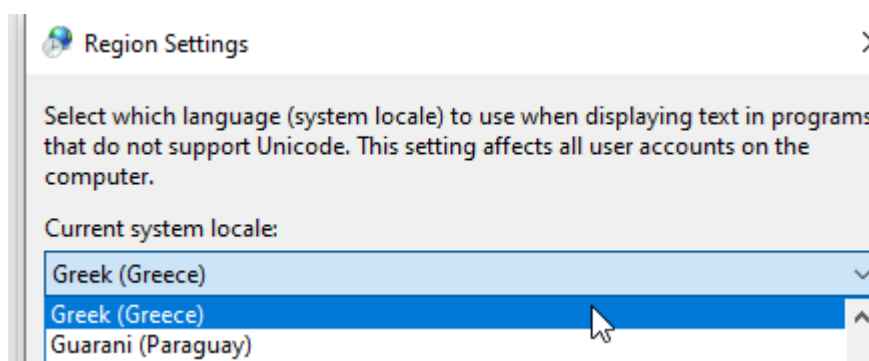 Region Settings
Select which language (system locale) to use when displaying text in programs
that do not support Unicode. This setting affects all user accounts on the
computer.
Current system locale:
Greek (Greece)
Greek (Greece)
Guarani (Paraguay)